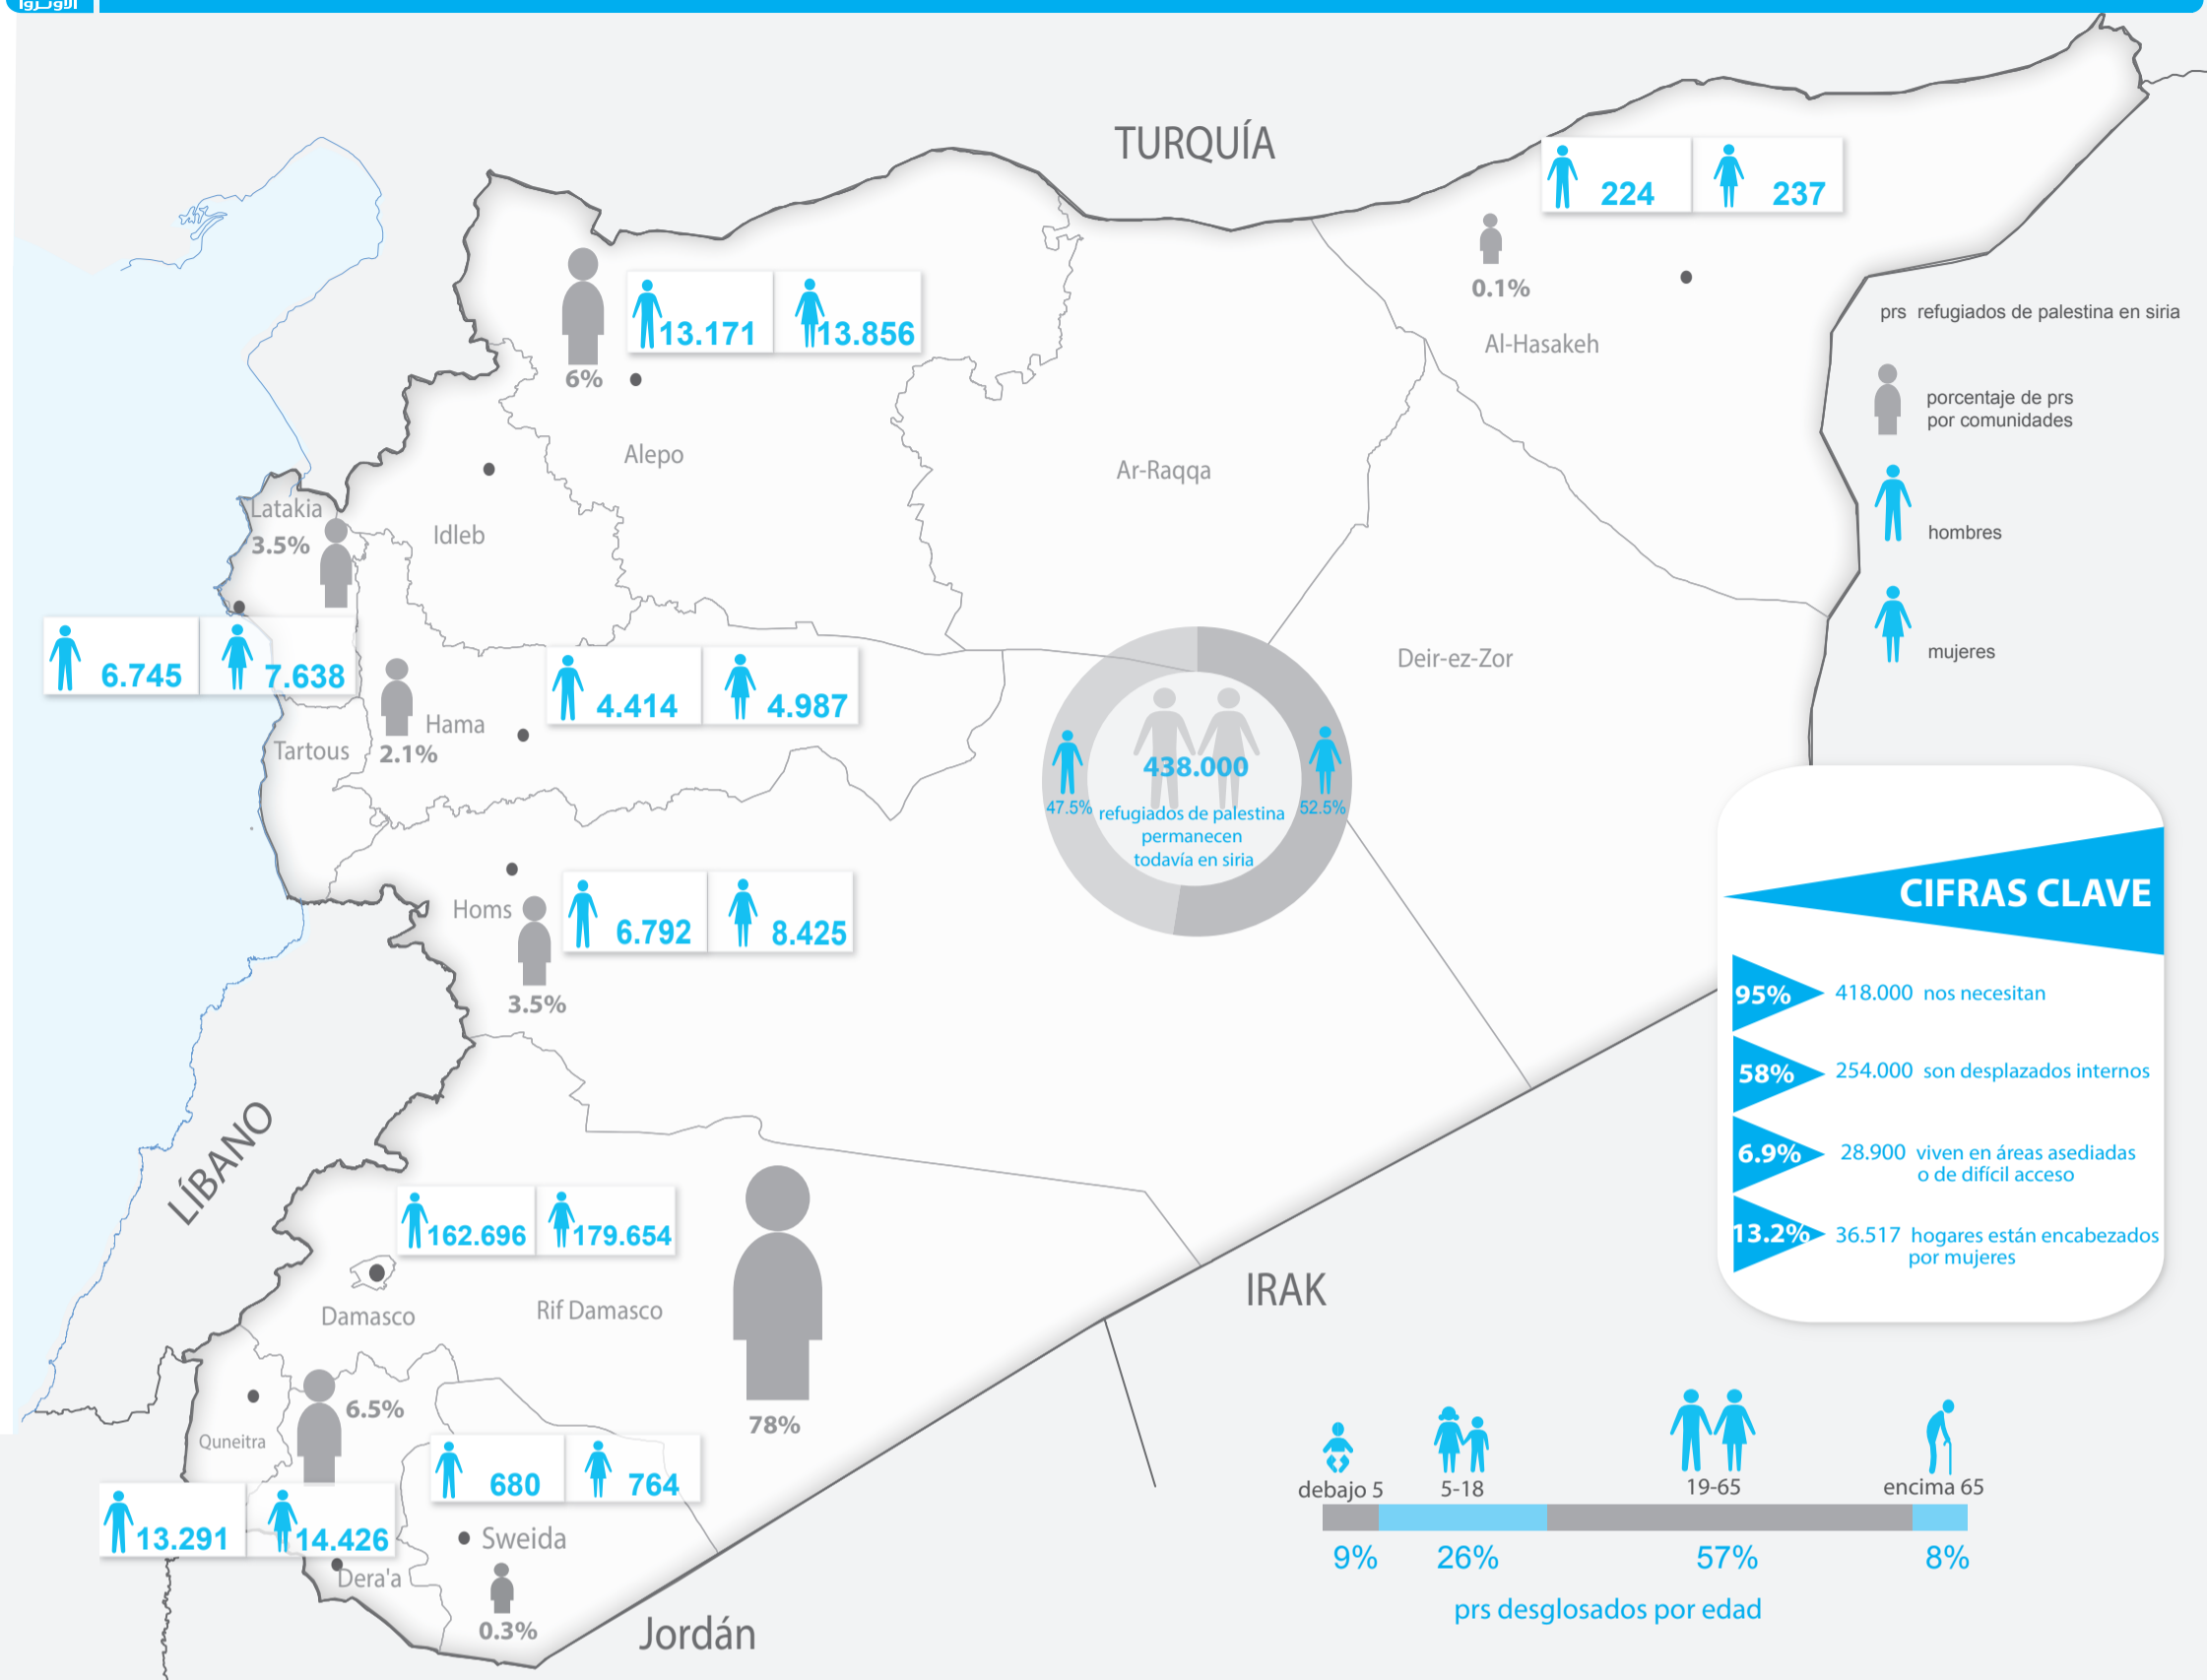 الأونروا
TURQUÍA
224
237
0.1%
Al-Hasakeh
prs refugiados de palestina en siria
porcentaje de prs
por comunidades
hombres
mujeres
13.171
13.856
6%
Alepo
Ar-Raqqa
Latakia
3.5%
Idleb
6.745
7.638
4.414
4.987
Hama
2.1%
Tartous
Deir-ez-Zor
438.000
47.5%
52.5%
refugiados de palestina
permanecen
todavía en siria
Homs
6.792
8.425
3.5%
CIFRAS CLAVE
95% 418.000 nos necesitan
58% 254.000 son desplazados internos
6.9% 28.900 viven en áreas asediadas
o de difícil acceso
13.2% 36.517 hogares están encabezados
por mujeres
LÍBANO
162.696
179.654
Damasco
Rif Damasco
78%
IRAK
6.5%
Quneitra
680
764
13.291
14.426
Sweida
Dera'a
0.3%
Jordán
debajo 5
5-18
19-65
encima 65
9%
26%
57%
8%
prs desglosados por edad